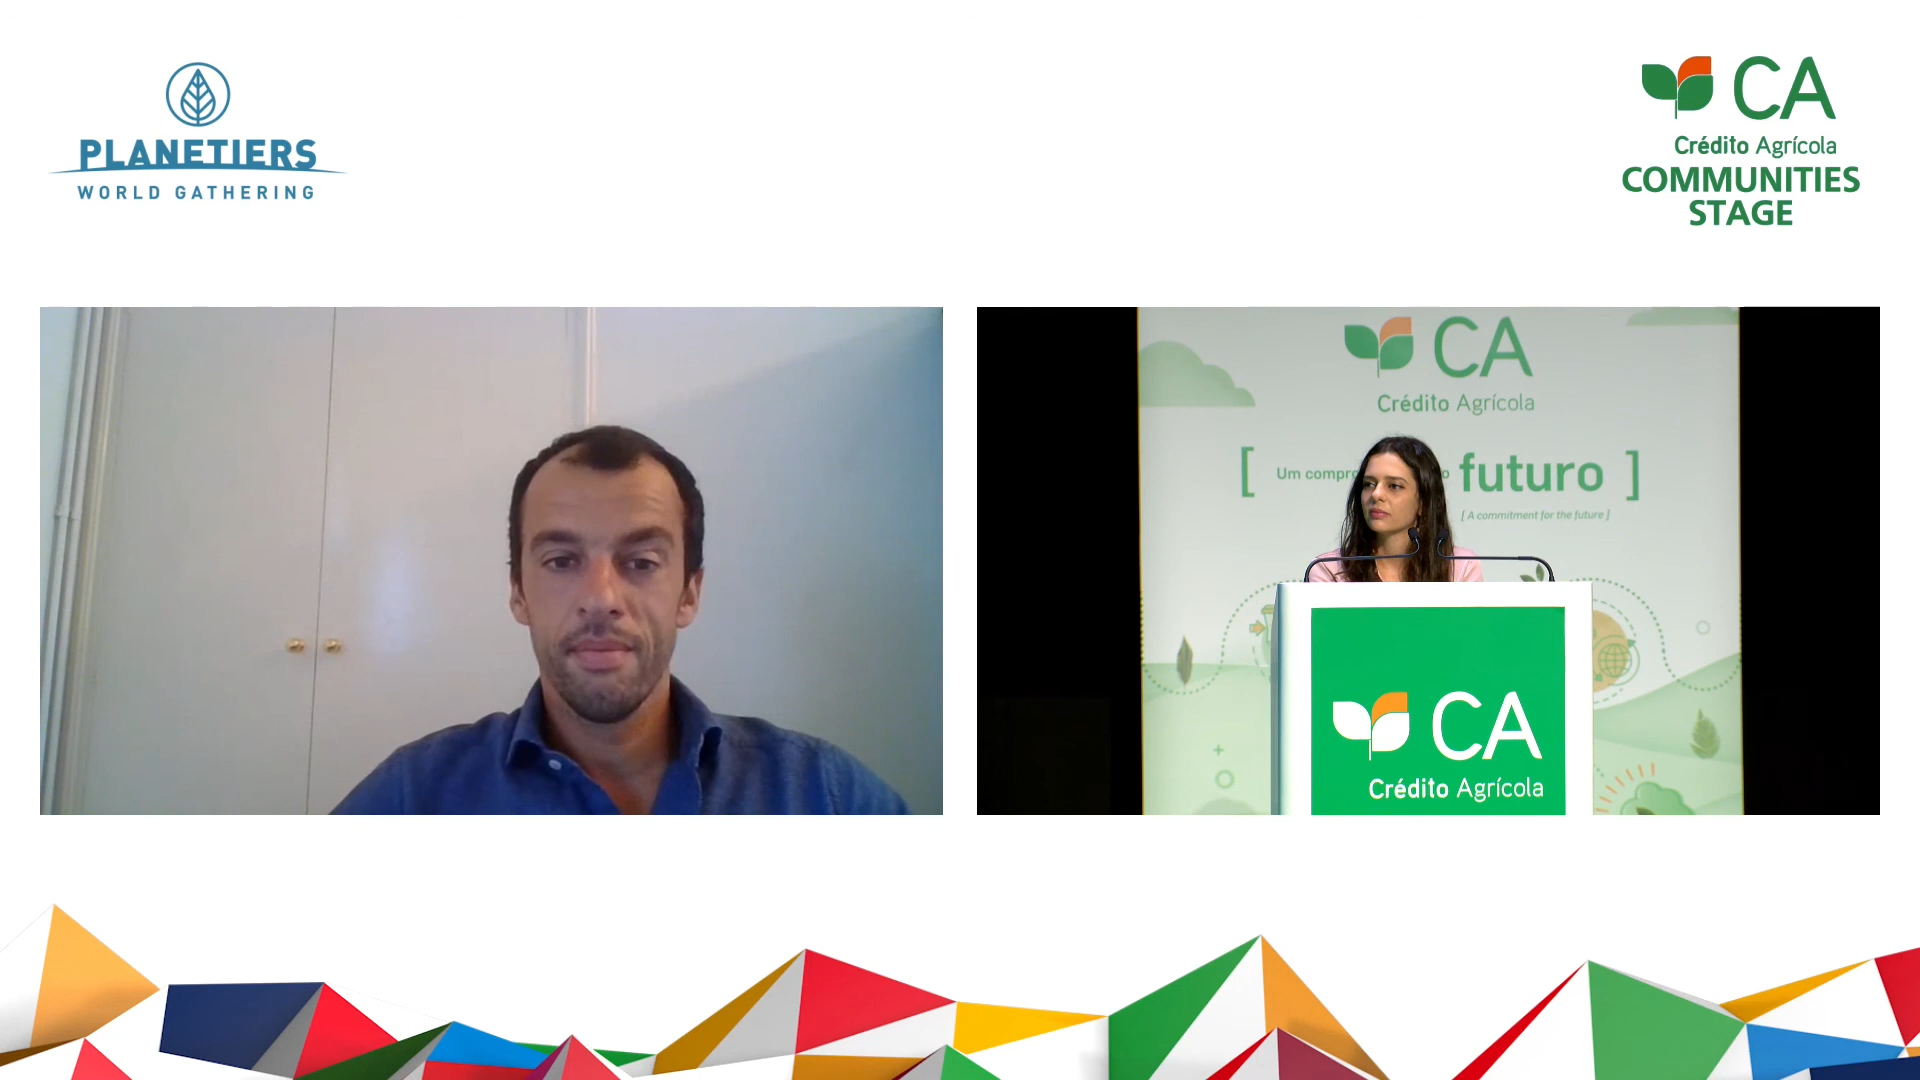 PLANETIERS
WORLD GATHERING
CA
Crédito Agrícola
COMMUNITIES
STAGE
CA
Crédito Agrícola
[ Um futuro ]
[ A commitment for the future ]
CA
Crédito Agrícola